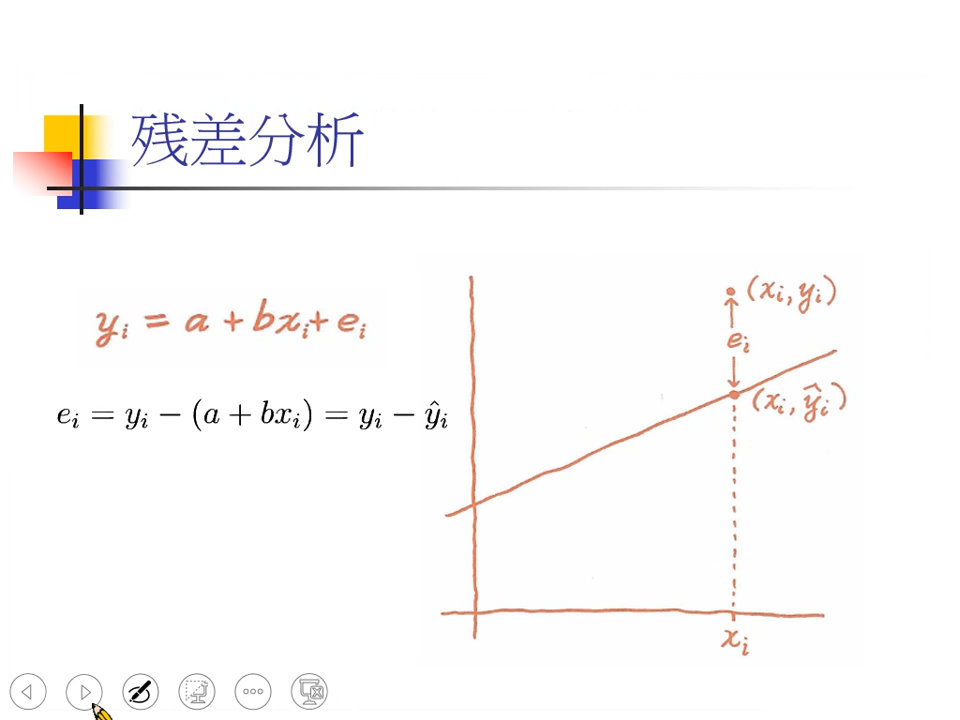 残差分析
yᵢ = a + bxᵢ + eᵢ
eᵢ = yᵢ − (a + bxᵢ) = yᵢ − ŷᵢ
(xᵢ, yᵢ)
eᵢ
(xᵢ, ŷᵢ)
xᵢ